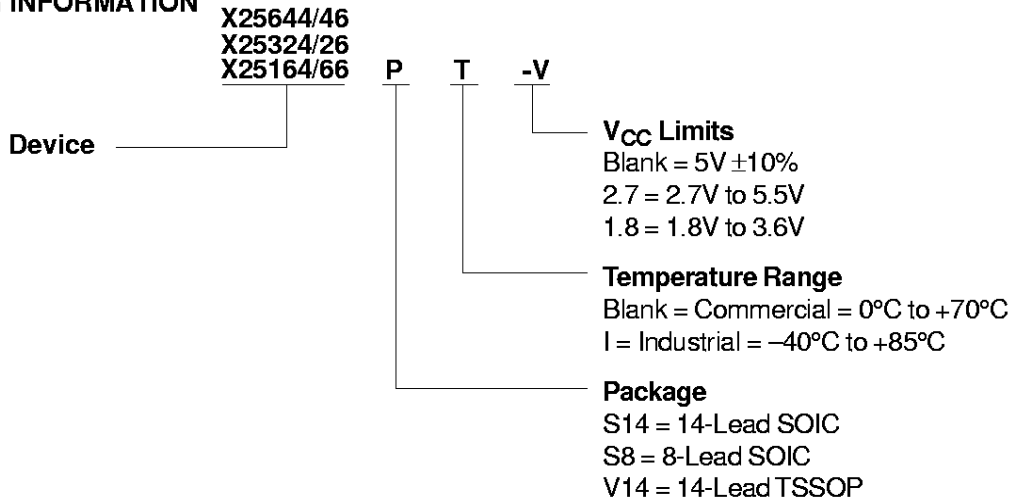 INFORMATION
X25644/46
X25324/26
X25164/66 P T -V
Device
VCC Limits
Blank = 5V ±10%
2.7 = 2.7V to 5.5V
1.8 = 1.8V to 3.6V
Temperature Range
Blank = Commercial = 0°C to +70°C
I = Industrial = –40°C to +85°C
Package
S14 = 14-Lead SOIC
S8 = 8-Lead SOIC
V14 = 14-Lead TSSOP